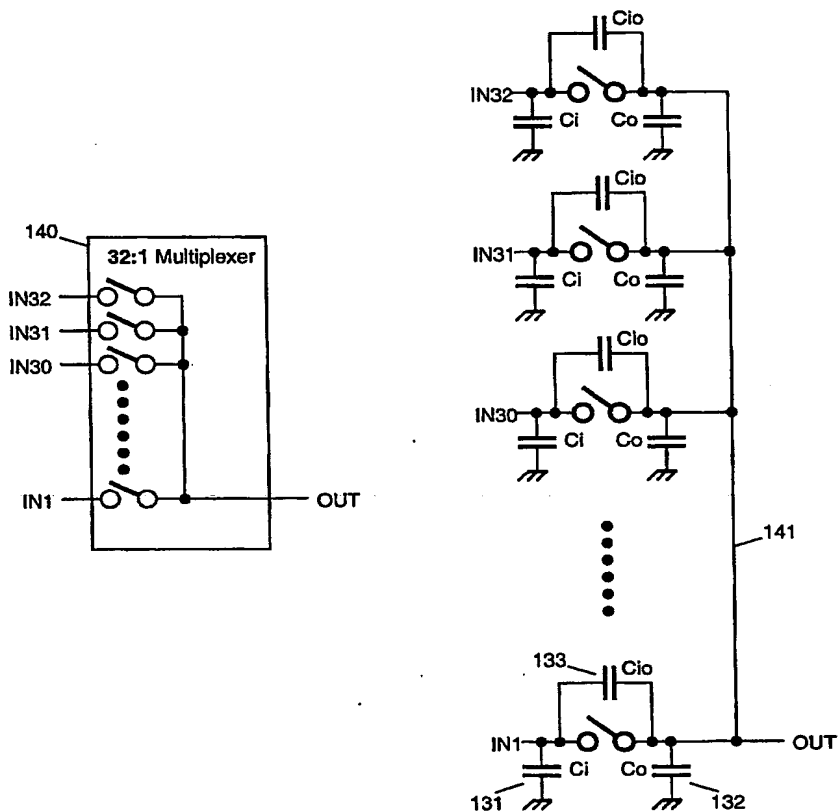 140
32:1 Multiplexer
IN32
IN31
IN30
IN1
OUT
Cio
IN32
Ci
Co
Cio
IN31
Ci
Co
Cio
IN30
Ci
Co
141
133
Cio
IN1
Ci
Co
OUT
131
132